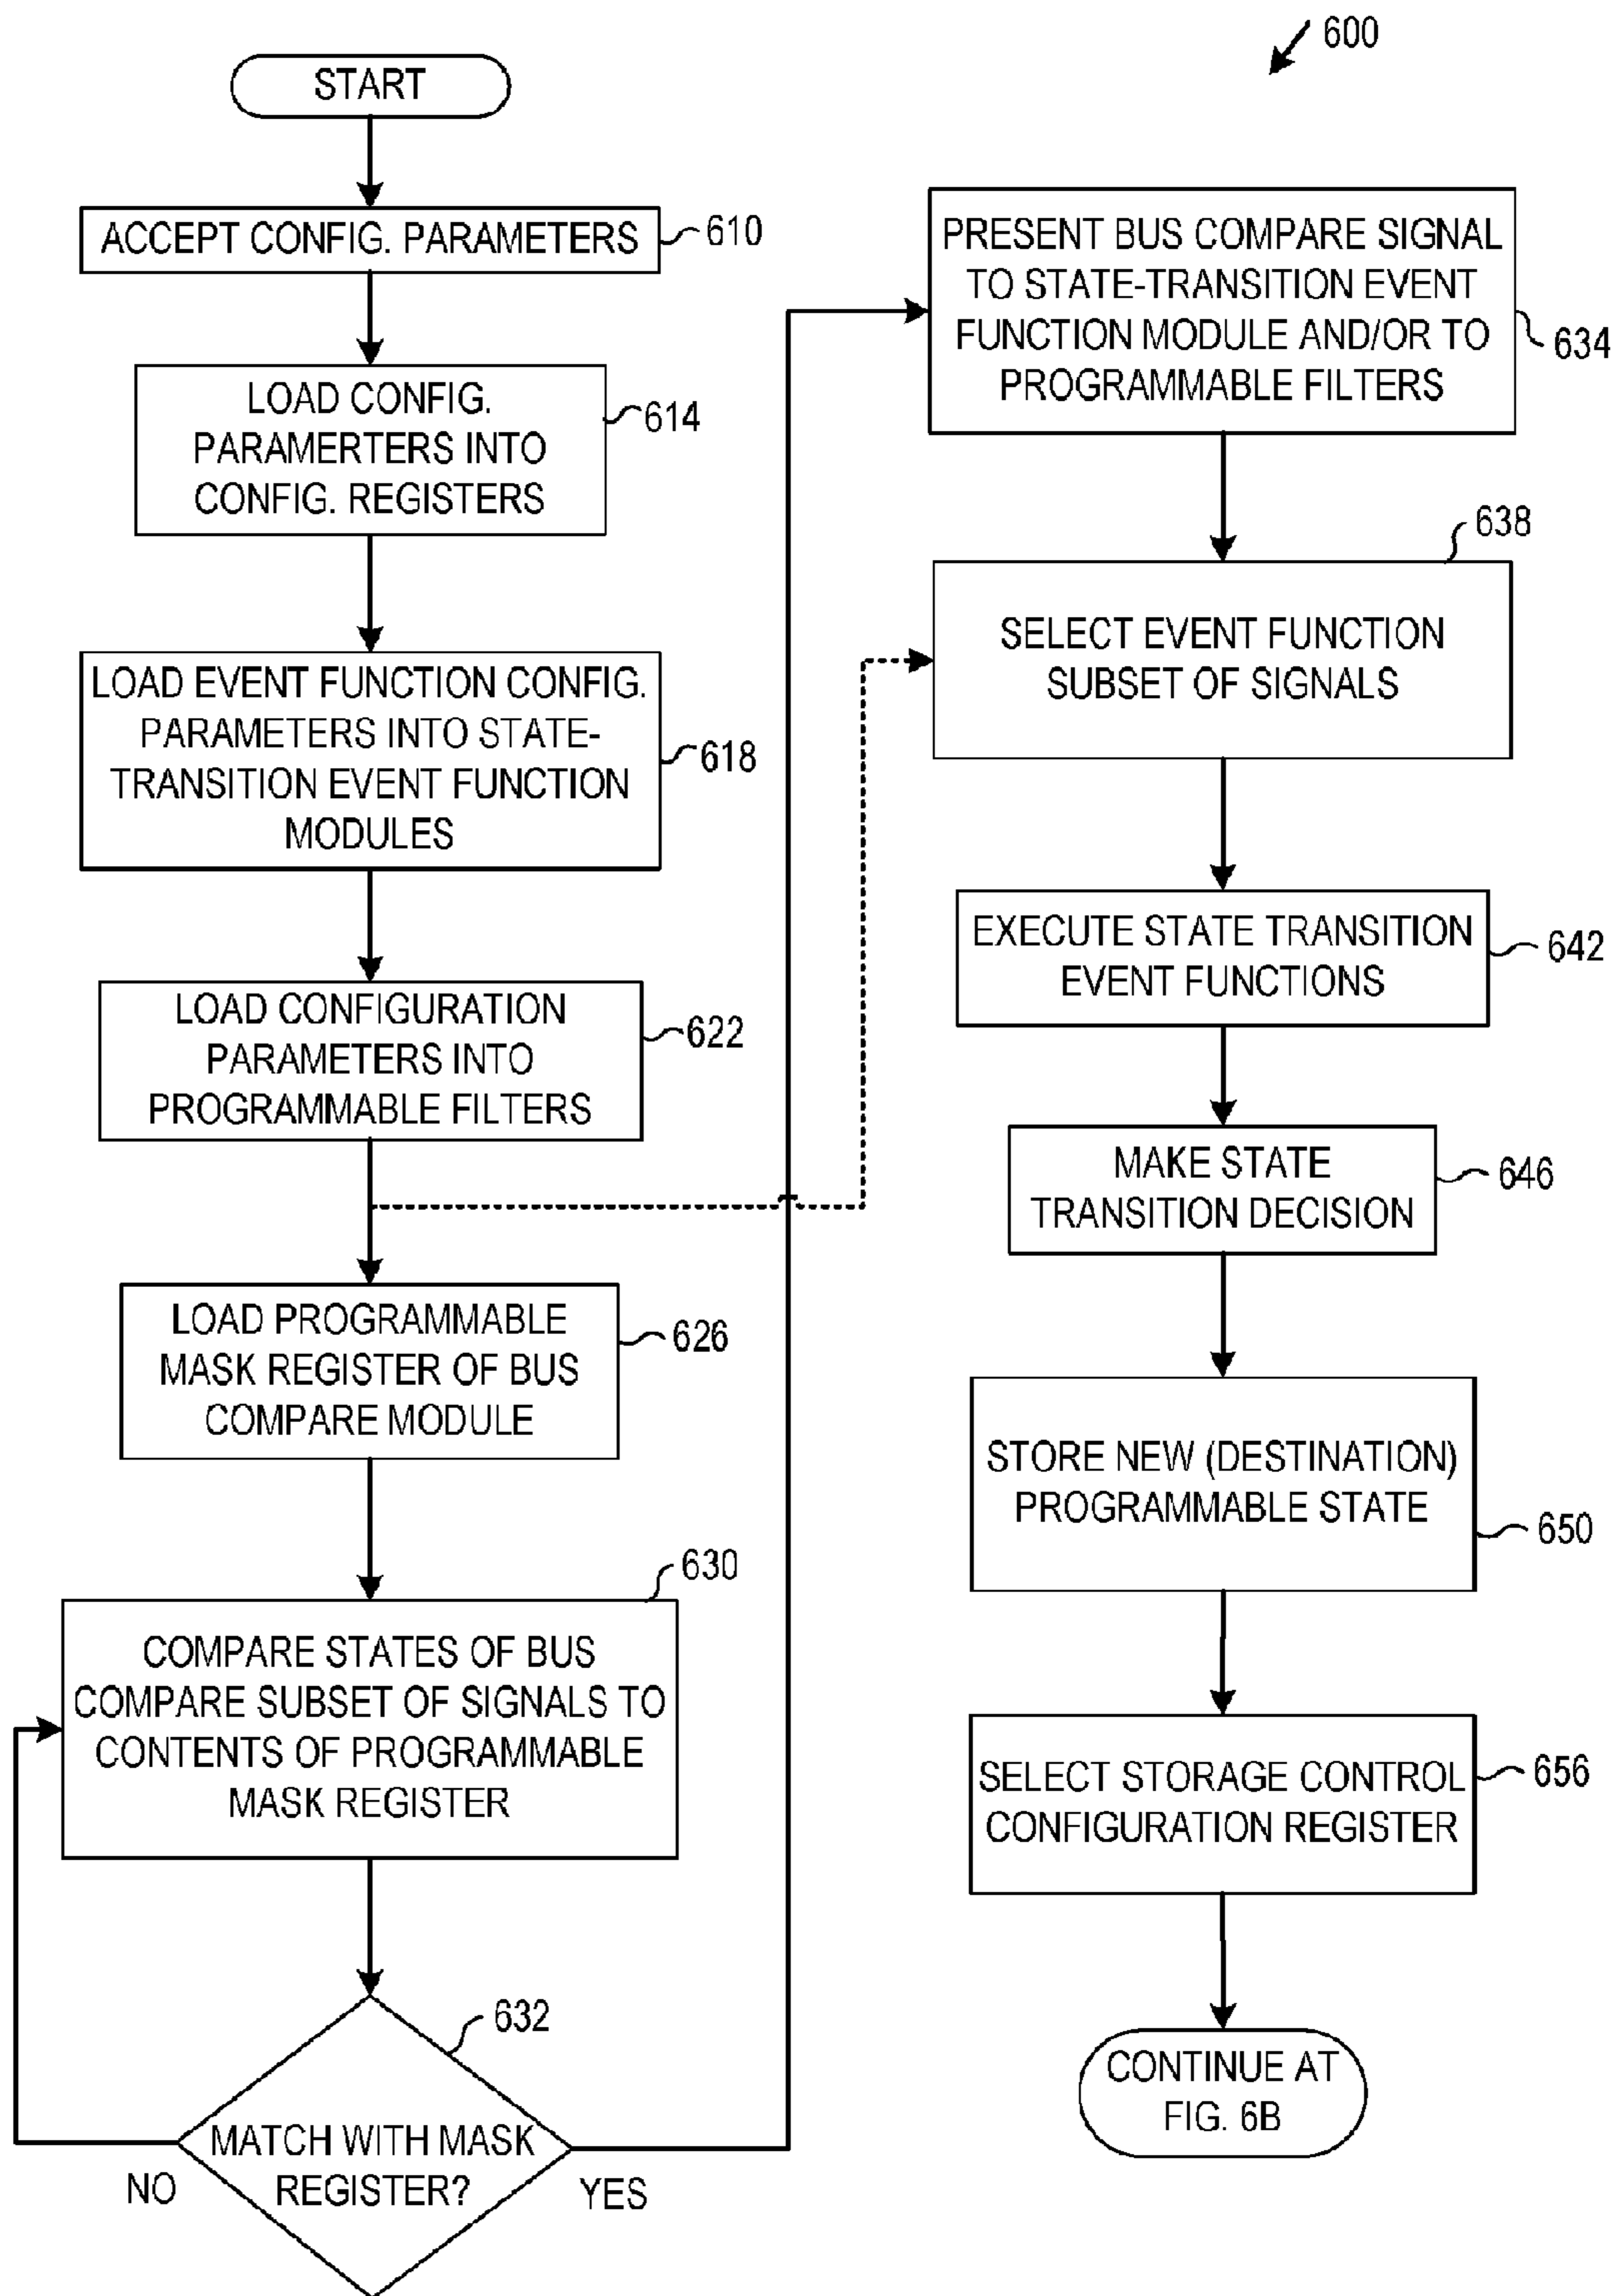 600
START
ACCEPT CONFIG. PARAMETERS
610
LOAD CONFIG.
PARAMERTERS INTO
CONFIG. REGISTERS
614
LOAD EVENT FUNCTION CONFIG.
PARAMETERS INTO STATE-
TRANSITION EVENT FUNCTION
MODULES
618
LOAD CONFIGURATION
PARAMETERS INTO
PROGRAMMABLE FILTERS
622
LOAD PROGRAMMABLE
MASK REGISTER OF BUS
COMPARE MODULE
626
630
COMPARE STATES OF BUS
COMPARE SUBSET OF SIGNALS TO
CONTENTS OF PROGRAMMABLE
MASK REGISTER
632
MATCH WITH MASK
REGISTER?
NO
YES
PRESENT BUS COMPARE SIGNAL
TO STATE-TRANSITION EVENT
FUNCTION MODULE AND/OR TO
PROGRAMMABLE FILTERS
634
638
SELECT EVENT FUNCTION
SUBSET OF SIGNALS
EXECUTE STATE TRANSITION
EVENT FUNCTIONS
642
MAKE STATE
TRANSITION DECISION
646
STORE NEW (DESTINATION)
PROGRAMMABLE STATE
650
SELECT STORAGE CONTROL
CONFIGURATION REGISTER
656
CONTINUE AT
FIG. 6B